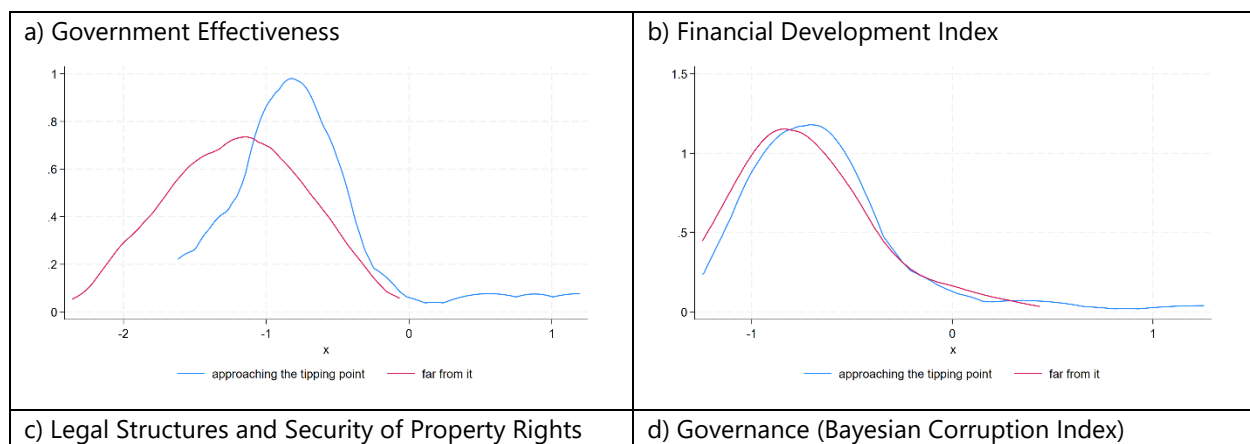 a) Government Effectiveness
b) Financial Development Index
1
.8
.6
.4
.2
0
-2
-1
0
1
x
approaching the tipping point
far from it
1.5
1
.5
0
-1
0
1
x
approaching the tipping point
far from it
c) Legal Structures and Security of Property Rights
d) Governance (Bayesian Corruption Index)